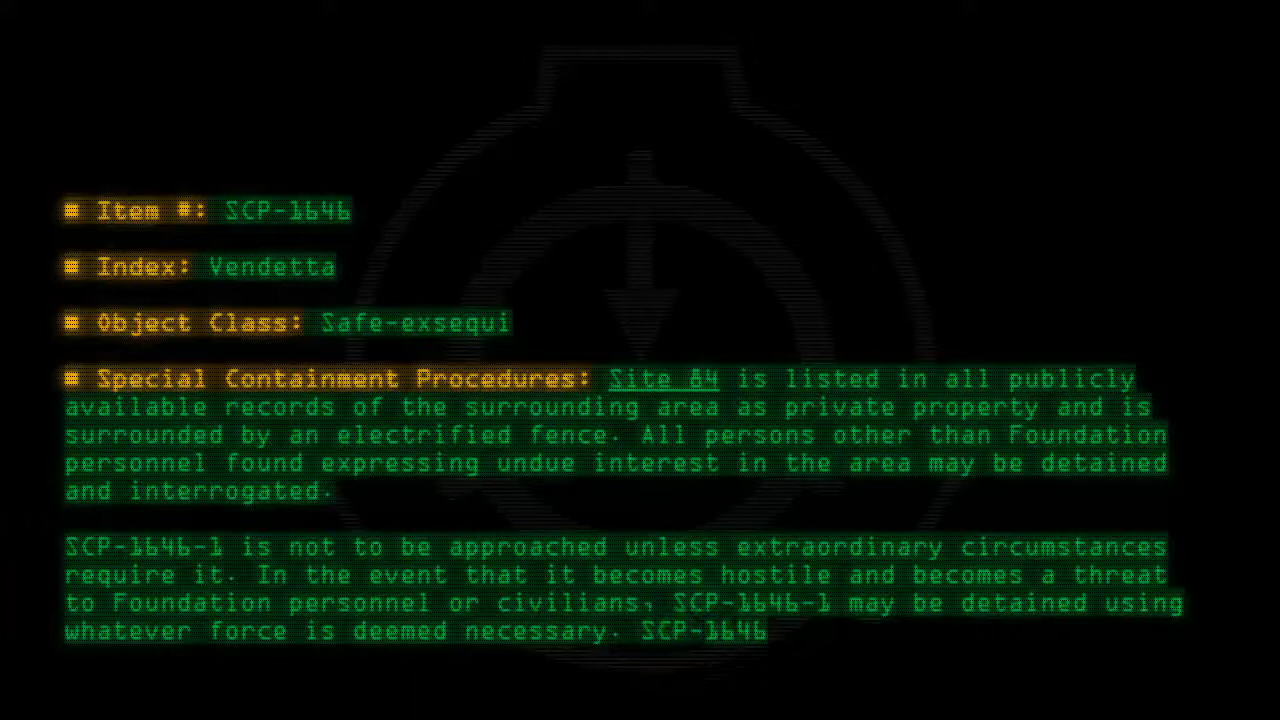 ■ Item #: SCP-1646
■ Index: Vendetta
■ Object Class: Safe-exsequi
■ Special Containment Procedures: Site 84 is listed in all publicly
available records of the surrounding area as private property and is
surrounded by an electrified fence. All persons other than Foundation
personnel found expressing undue interest in the area may be detained
and interrogated.
SCP-1646-1 is not to be approached unless extraordinary circumstances
require it. In the event that it becomes hostile and becomes a threat
to Foundation personnel or civilians, SCP-1646-1 may be detained using
whatever force is deemed necessary. SCP-1646